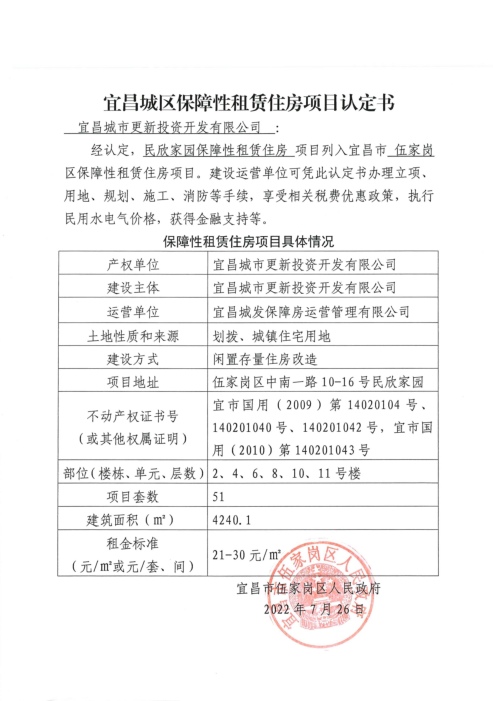 宜昌城区保障性租赁住房项目认定书
宜昌城市更新投资开发有限公司 :
经认定，民欣家园保障性租赁住房 项目列入宜昌市 伍家岗
区保障性租赁住房项目。建设运营单位可凭此认定书办理立项、
用地、规划、施工、消防等手续，享受相关税费优惠政策，执行
民用水电气价格，获得金融支持等。
保障性租赁住房项目具体情况
产权单位 宜昌城市更新投资开发有限公司
建设主体 宜昌城市更新投资开发有限公司
运营单位 宜昌城发保障房运营管理有限公司
土地性质和来源 划拨、城镇住宅用地
建设方式 闲置存量住房改造
项目地址 伍家岗区中南一路 10-16 号民欣家园
不动产权证书号
（或其他权属证明）
宜市国用（2009）第 14020104 号、
140201040 号、140201042 号，宜市国
用（2010）第 140201043 号
部位（楼栋、单元、层数） 2、4、6、8、10、11 号楼
项目套数 51
建筑面积（㎡） 4240.1
租金标准
（元/㎡或元/套、间）
21-30 元/㎡
宜昌市伍家岗区人民政府
2022 年 7 月 26 日
宜昌市伍家岗区人民政府